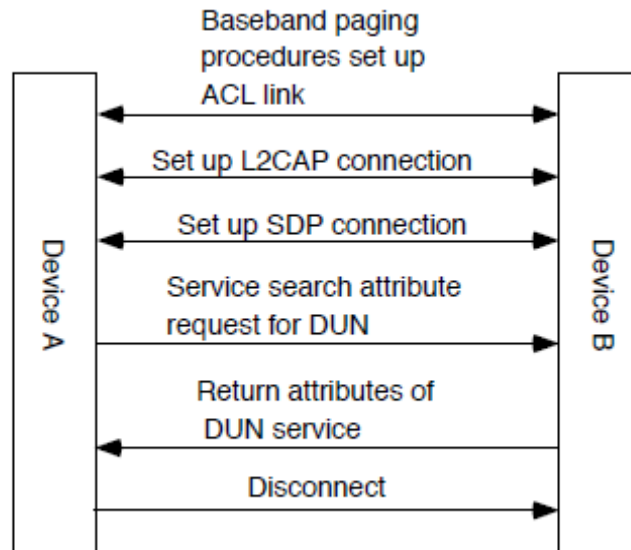 Baseband paging
procedures set up
ACL link
Set up L2CAP connection
Set up SDP connection
Device A
Device B
Service search attribute
request for DUN
Return attributes of
DUN service
Disconnect